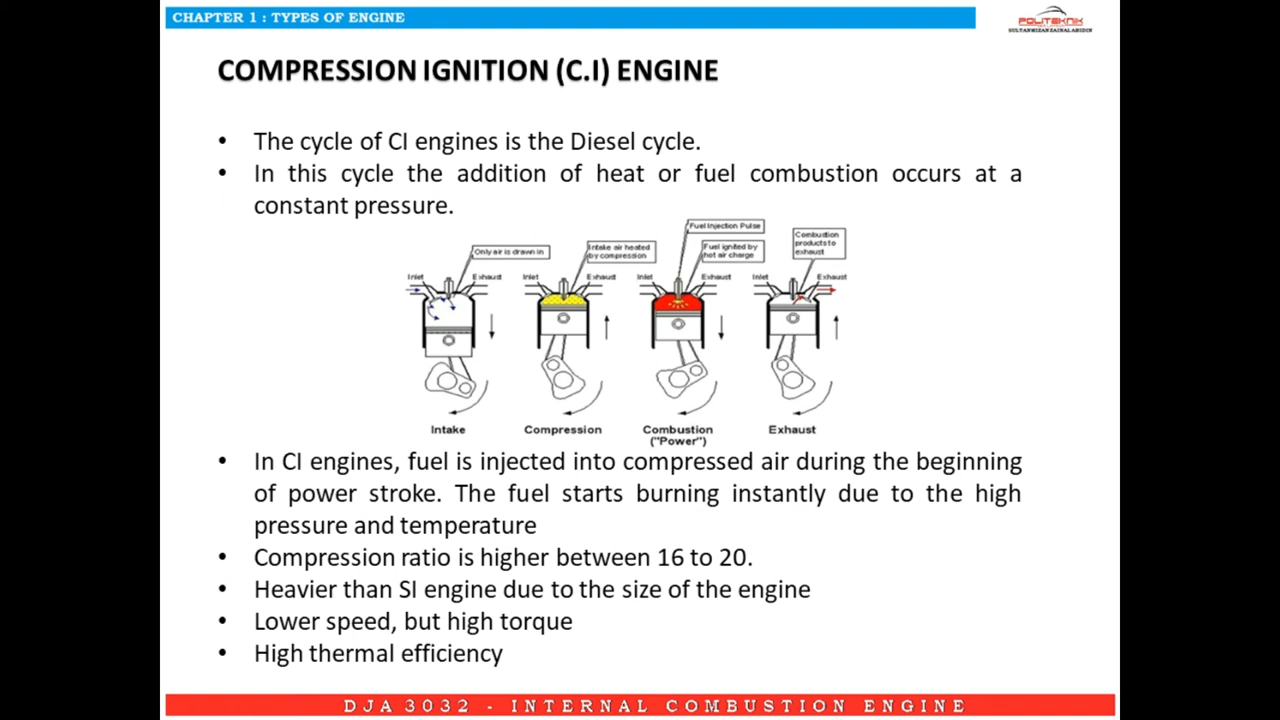 CHAPTER 1 : TYPES OF ENGINE
POLITEKNIK
SULTAN MIZAN ZAINAL ABIDIN
COMPRESSION IGNITION (C.I) ENGINE
• The cycle of CI engines is the Diesel cycle.
• In this cycle the addition of heat or fuel combustion occurs at a
constant pressure.
Fuel Injection Pulse
Only air is drawn in
Intake air heated
by compression
Fuel ignited by
hot air charge
Combustion
products to
exhaust
Inlet Exhaust Inlet Exhaust Inlet Exhaust Inlet Exhaust
Intake Compression Combustion Exhaust
("Power")
• In CI engines, fuel is injected into compressed air during the beginning
of power stroke. The fuel starts burning instantly due to the high
pressure and temperature
• Compression ratio is higher between 16 to 20.
• Heavier than SI engine due to the size of the engine
• Lower speed, but high torque
• High thermal efficiency
DJA 3032 - INTERNAL COMBUSTION ENGINE